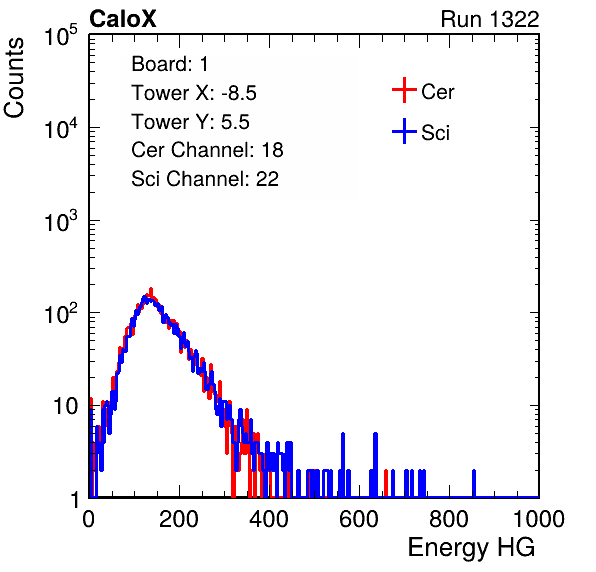 CaloX Run 1322
Counts
10^5
10^4
10^3
10^2
10
1
Board: 1
Tower X: -8.5
Tower Y: 5.5
Cer Channel: 18
Sci Channel: 22
Cer
Sci
0 200 400 600 800 1000
Energy HG